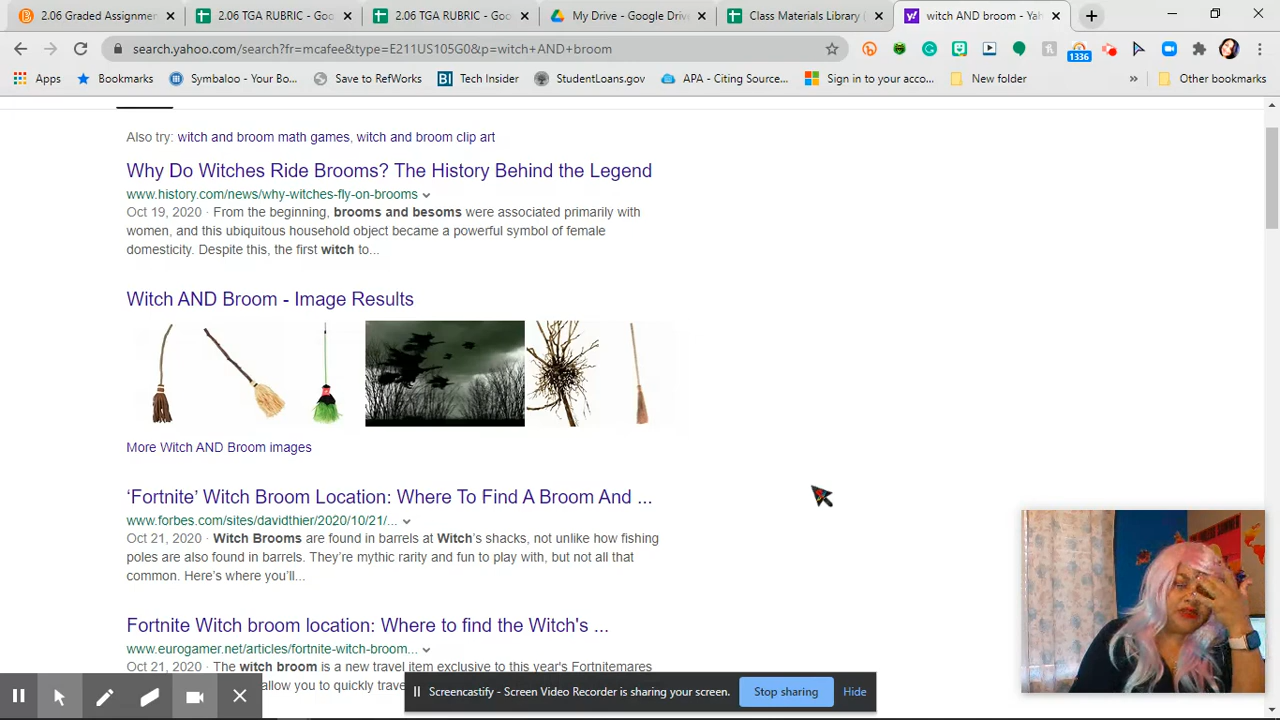 2.06 Graded Assignmen
2.06 TGA RUBRIC - Goo
2.06 TGA RUBRIC - Goo
My Drive - Google Drive
Class Materials Library (
witch AND broom - Yah
search.yahoo.com/search?fr=mcafee&type=E211US105G0&p=witch+AND+broom
1336
Apps
Bookmarks
Symbaloo - Your Bo...
Save to RefWorks
Tech Insider
StudentLoans.gov
APA - Citing Source...
Sign in to your acco...
New folder
»
Other bookmarks
Also try: witch and broom math games, witch and broom clip art
Why Do Witches Ride Brooms? The History Behind the Legend
www.history.com/news/why-witches-fly-on-brooms
Oct 19, 2020 · From the beginning, brooms and besoms were associated primarily with
women, and this ubiquitous household object became a powerful symbol of female
domesticity. Despite this, the first witch to...
Witch AND Broom - Image Results
More Witch AND Broom images
‘Fortnite’ Witch Broom Location: Where To Find A Broom And ...
www.forbes.com/sites/davidthier/2020/10/21/...
Oct 21, 2020 · Witch Brooms are found in barrels at Witch's shacks, not unlike how fishing
poles are also found in barrels. They're mythic rarity and fun to play with, but not all that
common. Here's where you'll...
Fortnite Witch broom location: Where to find the Witch's ...
www.eurogamer.net/articles/fortnite-witch-broom...
Oct 21, 2020 · The witch broom is a new travel item exclusive to this year's Fortnitemares
allow you to quickly trave
Screencastify - Screen Video Recorder is sharing your screen.
Stop sharing
Hide